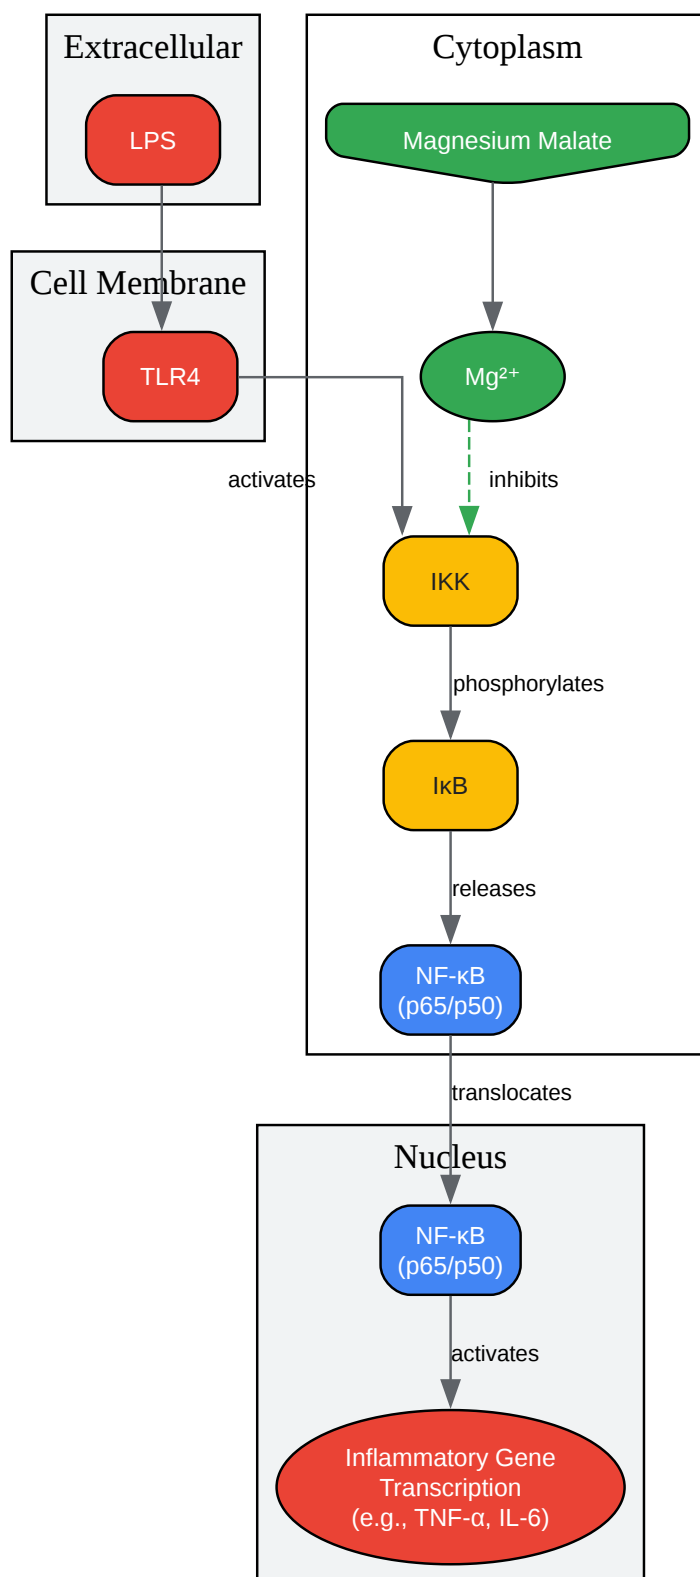 Extracellular
Cytoplasm
LPS
Magnesium Malate
Cell Membrane
TLR4
Mg²⁺
activates
inhibits
IKK
phosphorylates
IκB
releases
NF-κB
(p65/p50)
translocates
Nucleus
NF-κB
(p65/p50)
activates
Inflammatory Gene
Transcription
(e.g., TNF-α, IL-6)